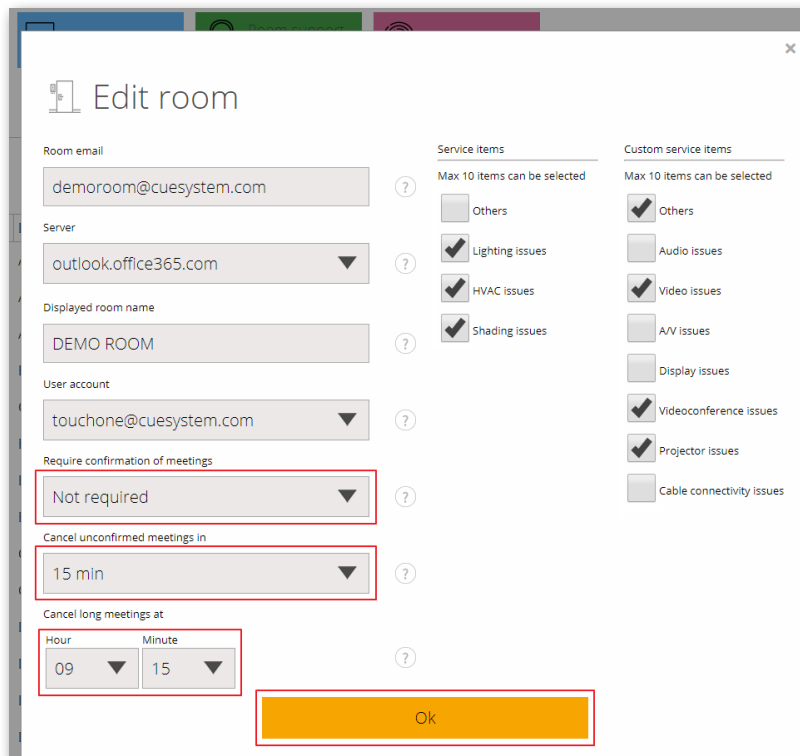 Room support
×
Edit room
Room email
demoroom@cuesystem.com
?
Server
outlook.office365.com
?
Displayed room name
DEMO ROOM
?
User account
touchone@cuesystem.com
?
Require confirmation of meetings
Not required
?
Cancel unconfirmed meetings in
15 min
?
Cancel long meetings at
Hour
Minute
09
15
?
Service items
Max 10 items can be selected
Others
Lighting issues
HVAC issues
Shading issues
Custom service items
Max 10 items can be selected
Others
Audio issues
Video issues
A/V issues
Display issues
Videoconference issues
Projector issues
Cable connectivity issues
Ok